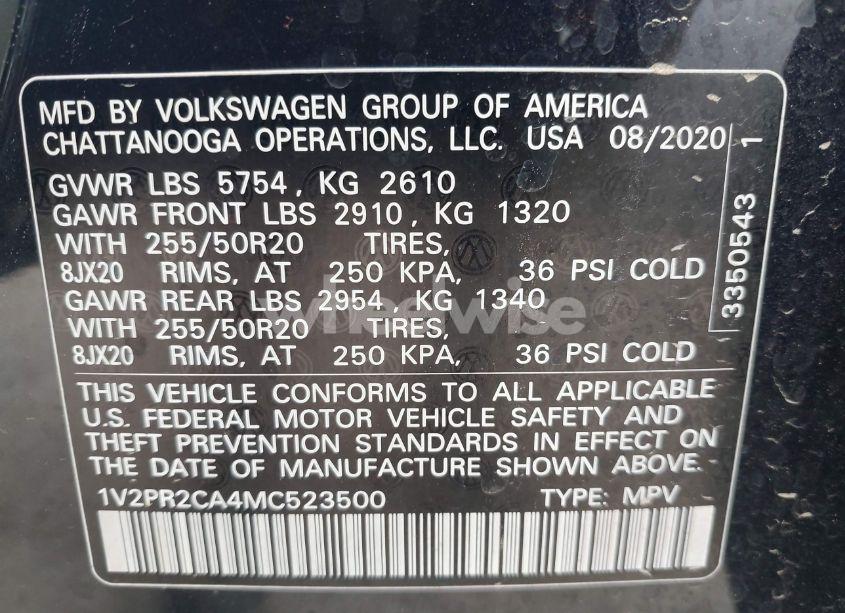 MFD BY VOLKSWAGEN GROUP OF AMERICA
CHATTANOOGA OPERATIONS, LLC. USA 08/2020
GVWR LBS 5754, KG 2610
GAWR FRONT LBS 2910, KG 1320
WITH 255/50R20 TIRES,
8JX20 RIMS, AT 250 KPA, 36 PSI COLD
GAWR REAR LBS 2954, KG 1340
WITH 255/50R20 TIRES,
8JX20 RIMS, AT 250 KPA, 36 PSI COLD
THIS VEHICLE CONFORMS TO ALL APPLICABLE
U.S. FEDERAL MOTOR VEHICLE SAFETY AND
THEFT PREVENTION STANDARDS IN EFFECT ON
THE DATE OF MANUFACTURE SHOWN ABOVE.
1V2PR2CA4MC523500 TYPE: MPV
3350543 1